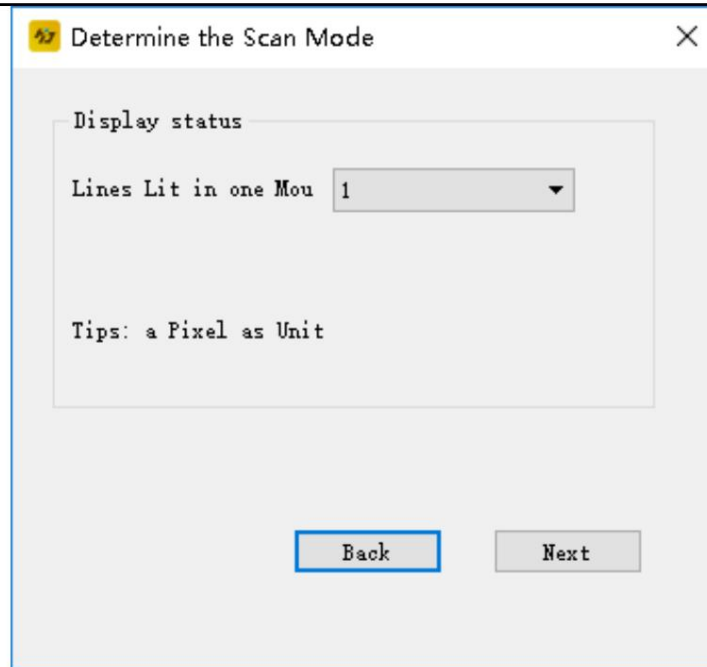 Determine the Scan Mode
Display status
Lines Lit in one Mou 1
Tips: a Pixel as Unit
Back Next